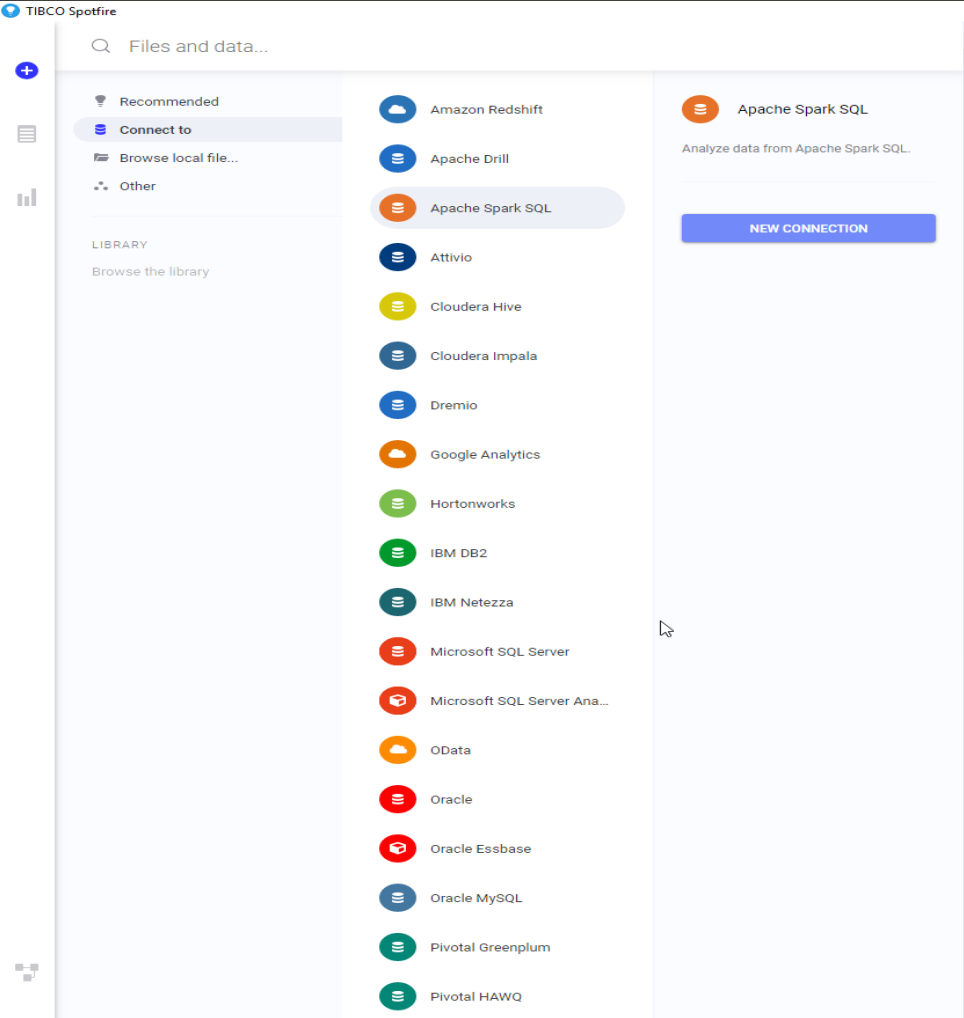 TIBCO Spotfire
Files and data...
Recommended
Connect to
Browse local file...
Other
LIBRARY
Browse the library
Amazon Redshift
Apache Drill
Apache Spark SQL
Attivio
Cloudera Hive
Cloudera Impala
Dremio
Google Analytics
Hortonworks
IBM DB2
IBM Netezza
Microsoft SQL Server
Microsoft SQL Server Ana...
OData
Oracle
Oracle Essbase
Oracle MySQL
Pivotal Greenplum
Pivotal HAWQ
Apache Spark SQL
Analyze data from Apache Spark SQL.
NEW CONNECTION